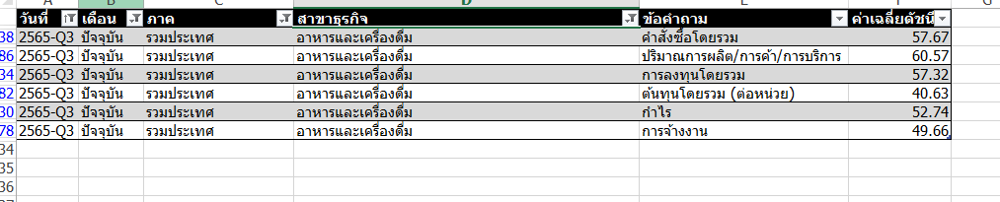 A B C D E F G
วันที่ เดือน ภาค สาขาธุรกิจ ข้อคำถาม ค่าเฉลี่ยดัชนี
38 2565-Q3 ปัจจุบัน รวมประเทศ อาหารและเครื่องดื่ม คำสั่งซื้อโดยรวม 57.67
86 2565-Q3 ปัจจุบัน รวมประเทศ อาหารและเครื่องดื่ม ปริมาณการผลิต/การค้า/การบริการ 60.57
34 2565-Q3 ปัจจุบัน รวมประเทศ อาหารและเครื่องดื่ม การลงทุนโดยรวม 57.32
82 2565-Q3 ปัจจุบัน รวมประเทศ อาหารและเครื่องดื่ม ต้นทุนโดยรวม (ต่อหน่วย) 40.63
30 2565-Q3 ปัจจุบัน รวมประเทศ อาหารและเครื่องดื่ม กำไร 52.74
78 2565-Q3 ปัจจุบัน รวมประเทศ อาหารและเครื่องดื่ม การจ้างงาน 49.66
34
35
36